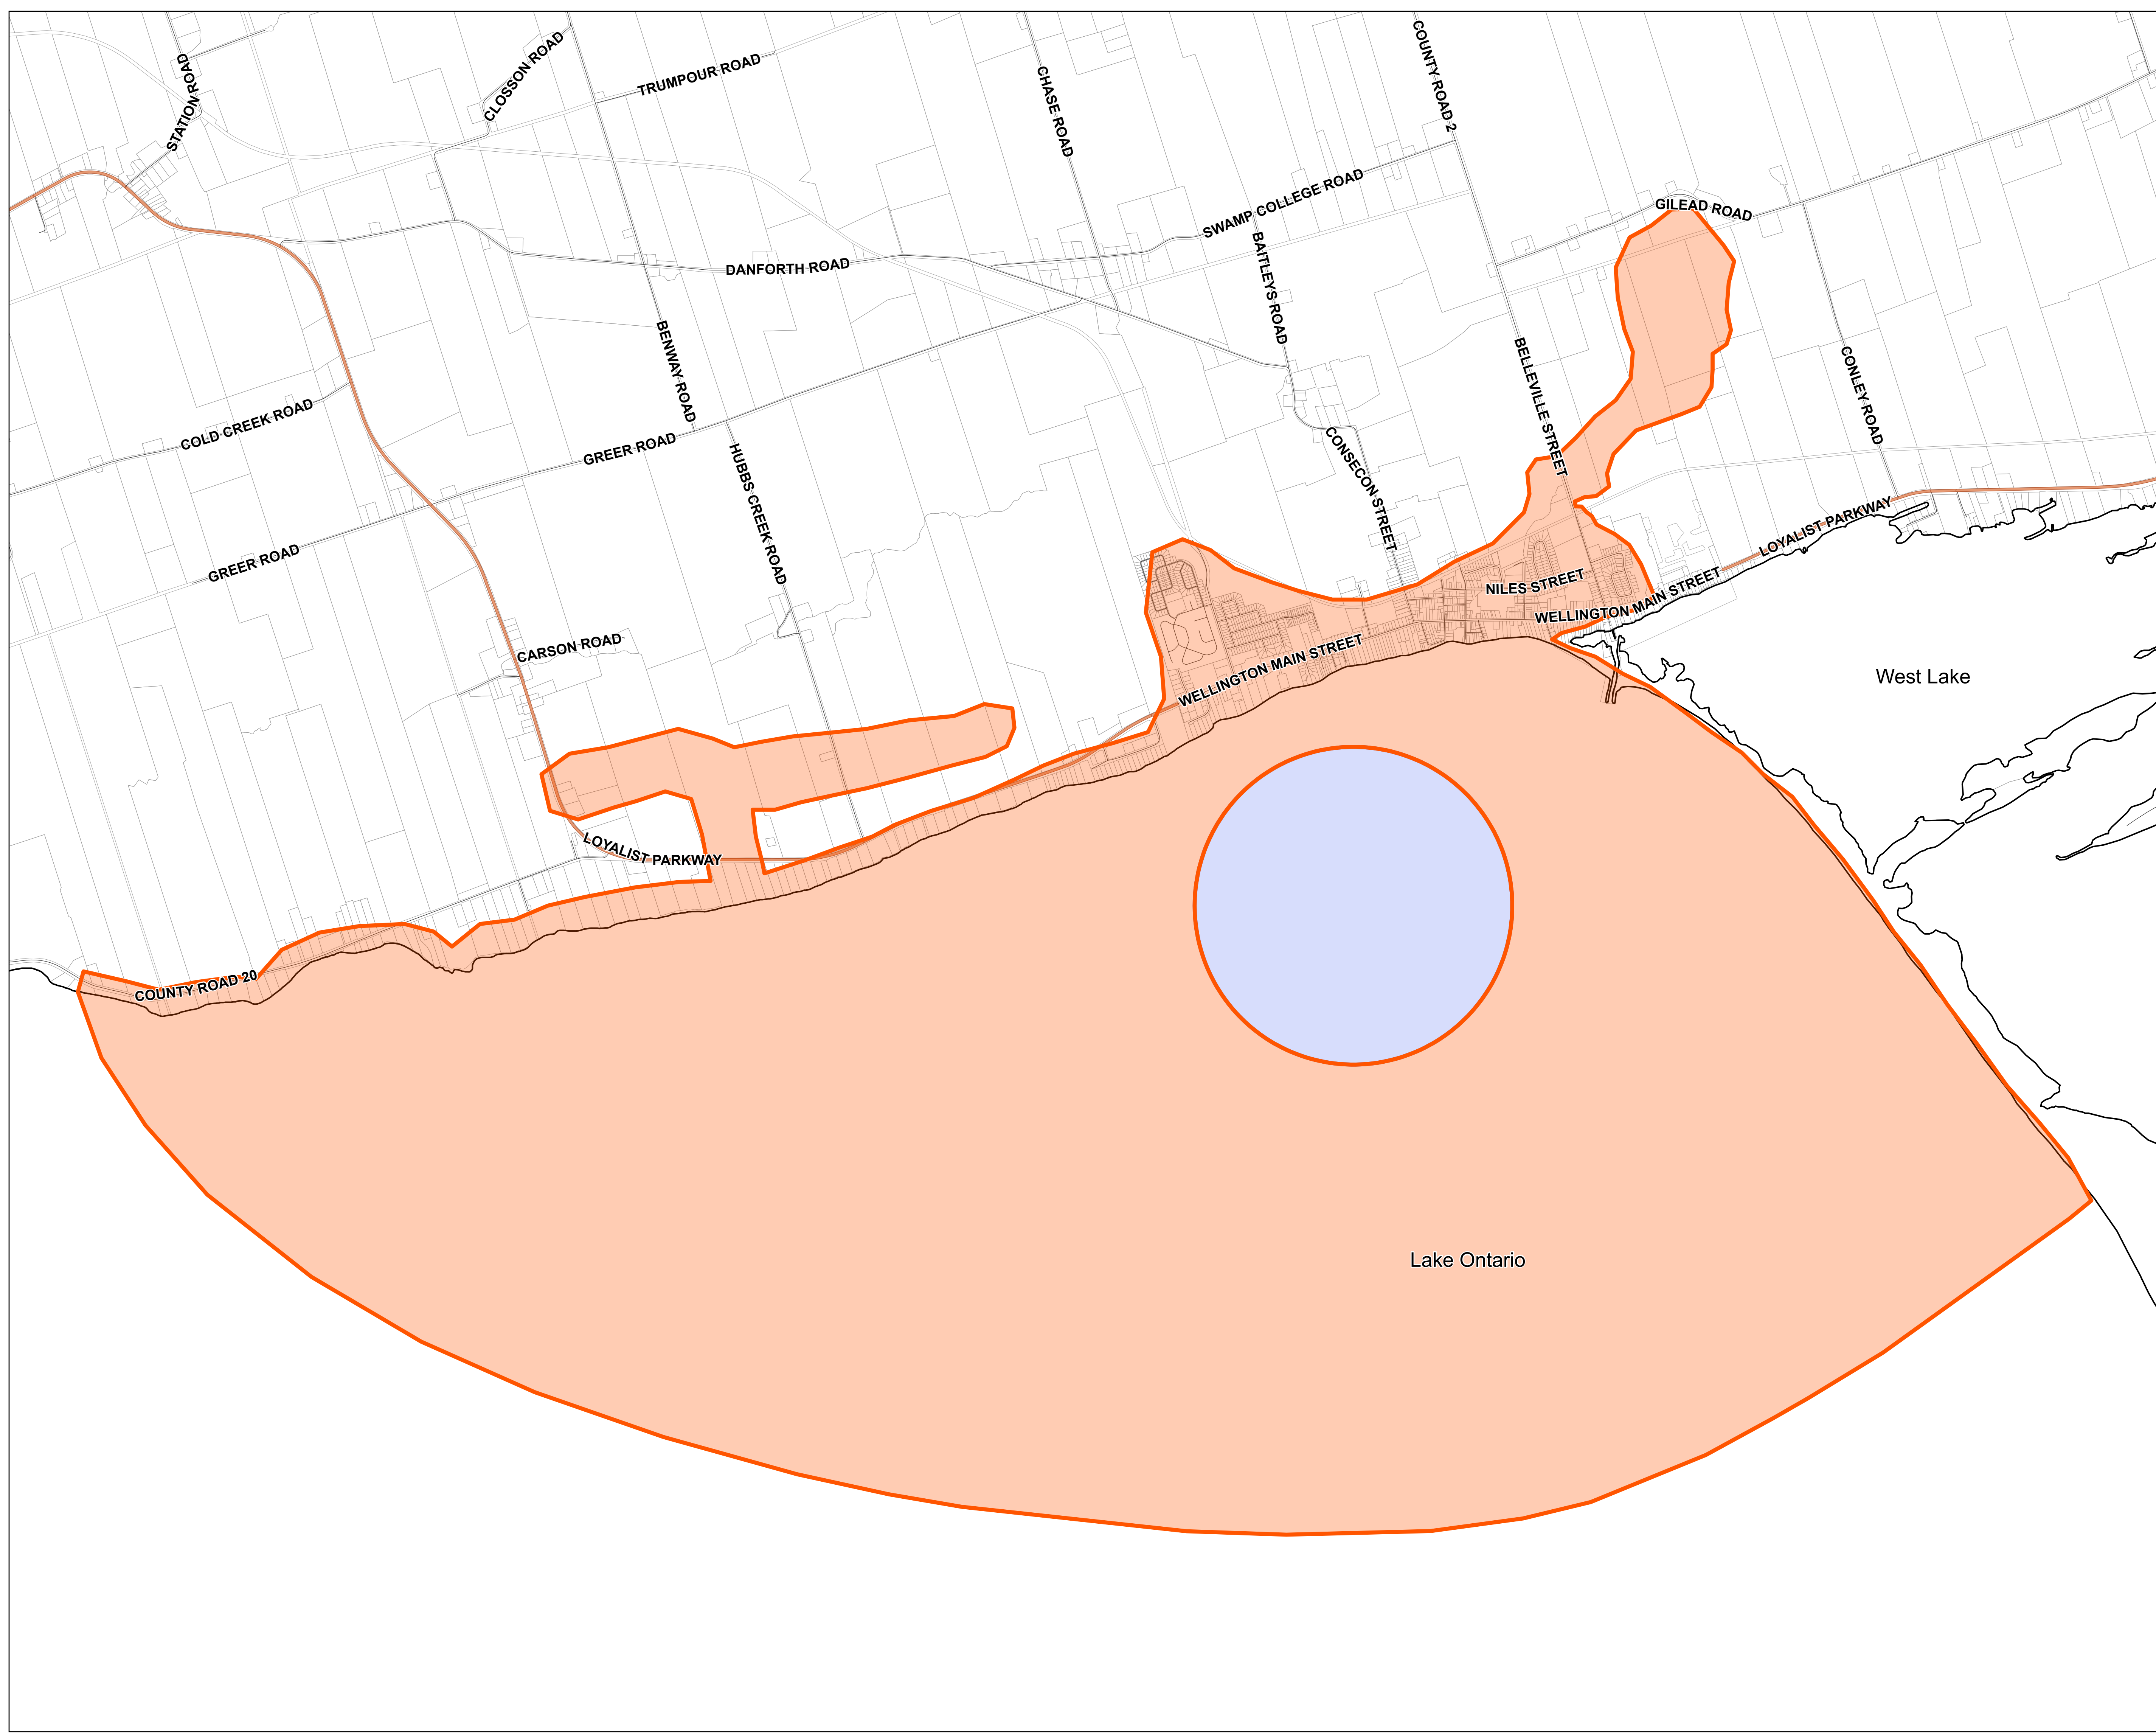 STATION ROAD
CLOSSON ROAD
TRUMPOUR ROAD
CHASE ROAD
COUNTY ROAD 2
SWAMP COLLEGE ROAD
GILEAD ROAD
BAITLEYS ROAD
DANFORTH ROAD
BENWAY ROAD
BELLEVILLE STREET
CONLEY ROAD
COLD CREEK ROAD
GREER ROAD
HUBBS CREEK ROAD
CONSECON STREET
LOYALIST PARKWAY
GREER ROAD
NILES STREET
WELLINGTON MAIN STREET
CARSON ROAD
WELLINGTON MAIN STREET
West Lake
LOYALIST PARKWAY
COUNTY ROAD 20
Lake Ontario